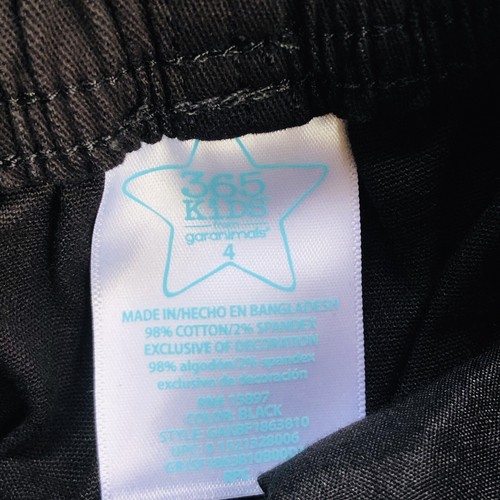 365
KIDS
from
garanimals®
4
MADE IN/HECHO EN BANGLADESH
98% COTTON/2% SPANDEX
EXCLUSIVE OF DECORATION
98% algodón/2% spandex
exclusivo de decoración
COLOR: BLACK